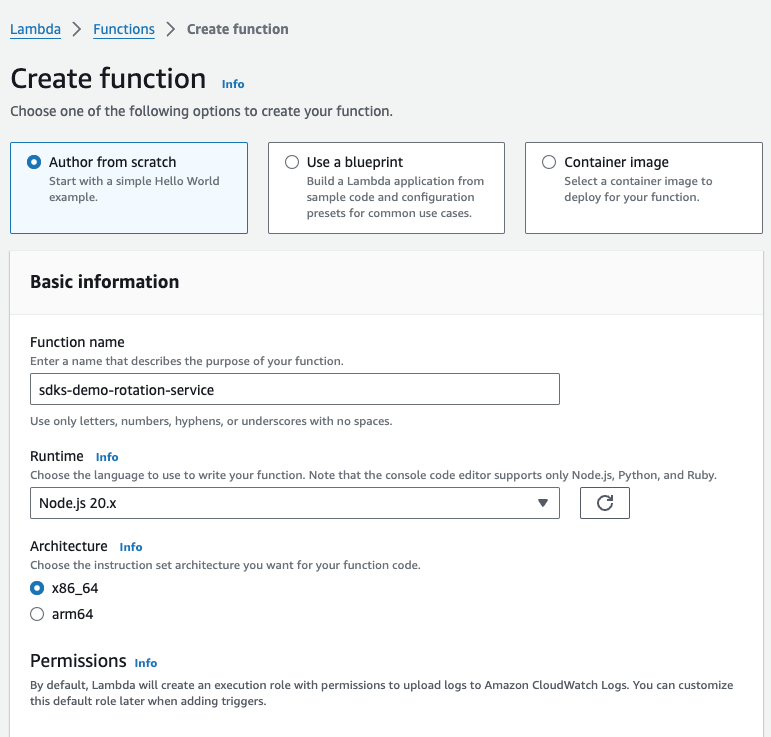 Lambda > Functions > Create function
Create function Info
Choose one of the following options to create your function.
Author from scratch
Start with a simple Hello World
example.
Use a blueprint
Build a Lambda application from
sample code and configuration
presets for common use cases.
Container image
Select a container image to
deploy for your function.
Basic information
Function name
Enter a name that describes the purpose of your function.
sdks-demo-rotation-service
Use only letters, numbers, hyphens, or underscores with no spaces.
Runtime Info
Choose the language to use to write your function. Note that the console code editor supports only Node.js, Python, and Ruby.
Node.js 20.x
Architecture Info
Choose the instruction set architecture you want for your function code.
x86_64
arm64
Permissions Info
By default, Lambda will create an execution role with permissions to upload logs to Amazon CloudWatch Logs. You can customize
this default role later when adding triggers.